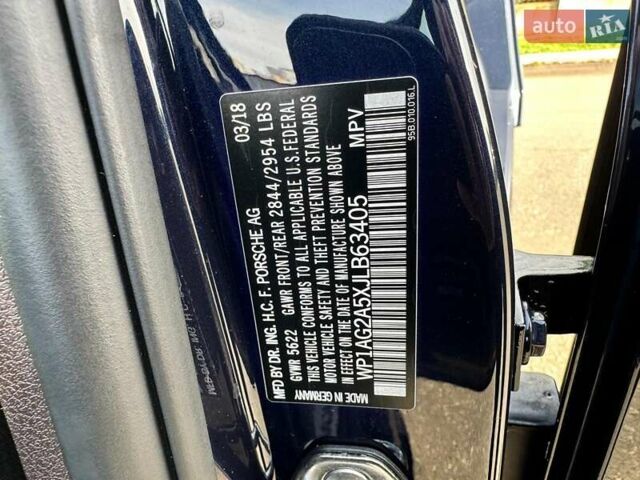 auto RIA
MFD BY DR. ING. H.C. F. PORSCHE AG 03/18
GVWR 5622 GAWR FRONT/REAR 2844/2954 LBS
THIS VEHICLE CONFORMS TO ALL APPLICABLE U.S. FEDERAL
MOTOR VEHICLE SAFETY AND THEFT PREVENTION STANDARDS
IN EFFECT ON THE DATE OF MANUFACTURE SHOWN ABOVE
WP1AG2A5XJLB63405 MPV
MADE IN GERMANY 95B.010.016.L